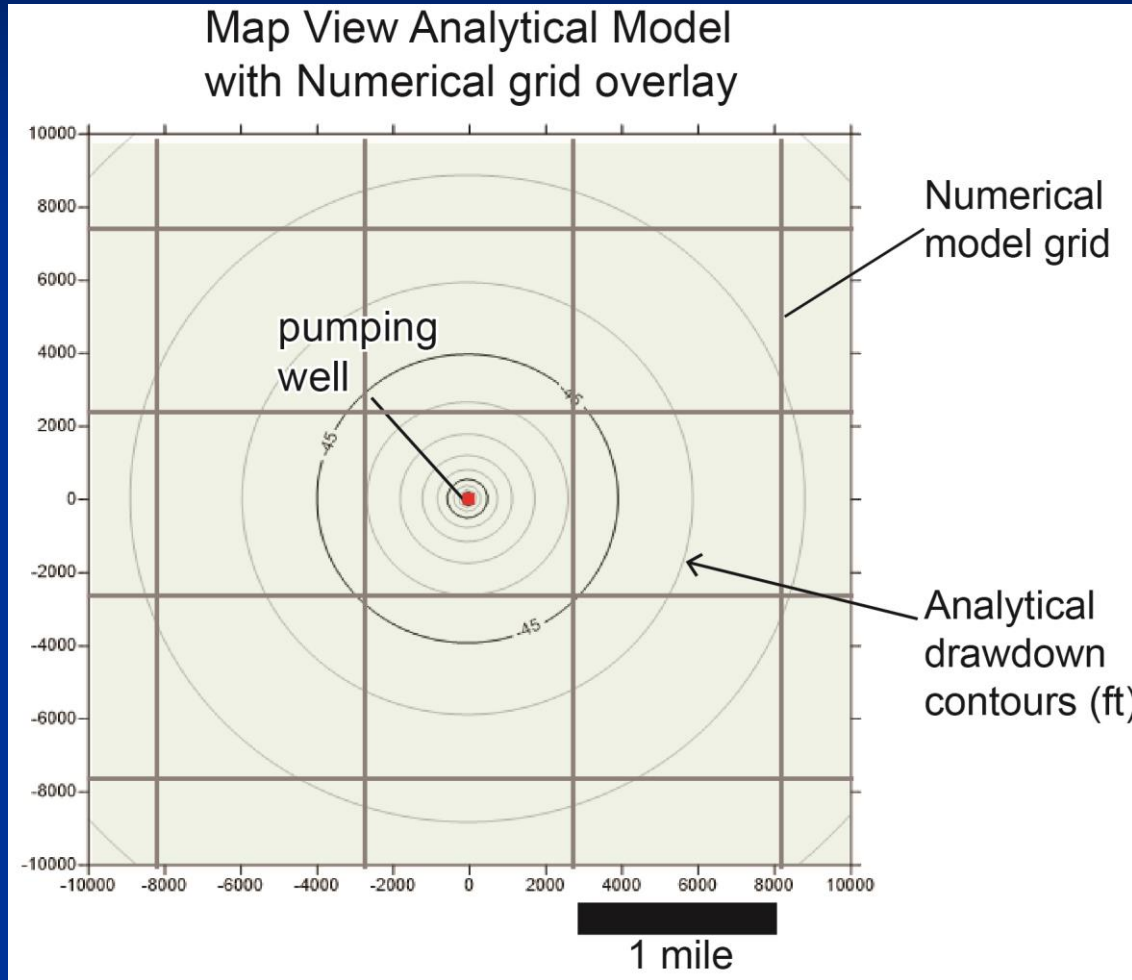 Map View Analytical Model
with Numerical grid overlay
10000
8000
6000
4000
2000
0
-2000
-4000
-6000
-8000
-10000
pumping
well
-45
-45
-45
Numerical
model grid
Analytical
drawdown
contours (ft)
-10000 -8000 -6000 -4000 -2000 0 2000 4000 6000 8000 10000
1 mile